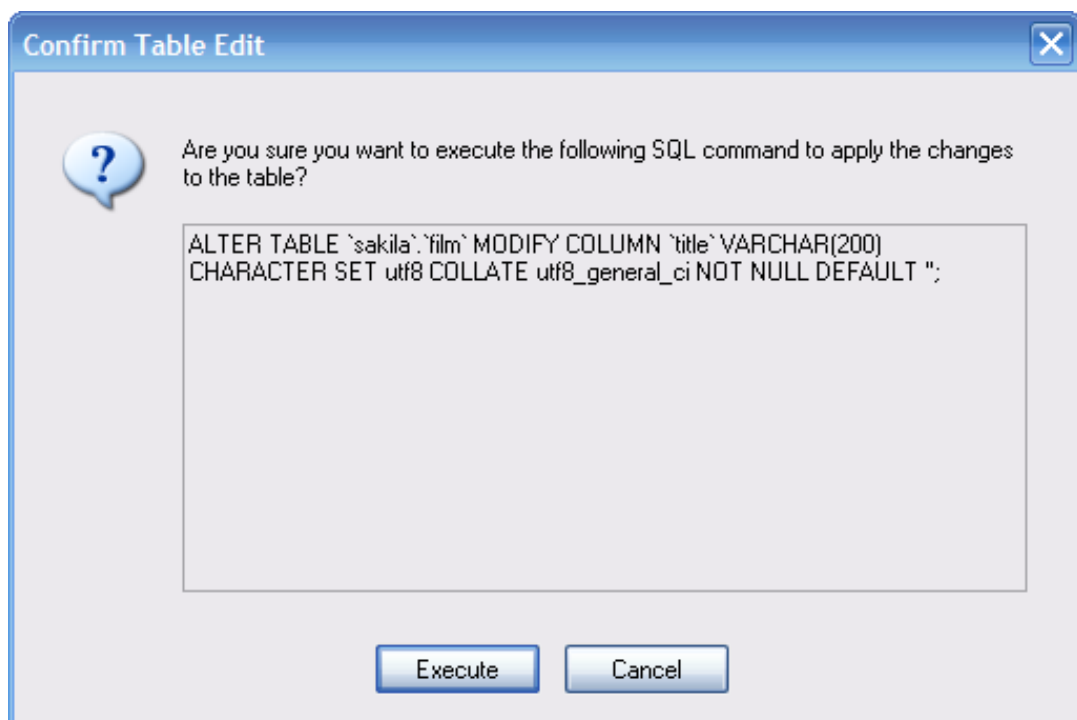 Confirm Table Edit
Are you sure you want to execute the following SQL command to apply the changes
to the table?
ALTER TABLE `sakila`.`film` MODIFY COLUMN `title` VARCHAR(200)
CHARACTER SET utf8 COLLATE utf8_general_ci NOT NULL DEFAULT '';
Execute
Cancel